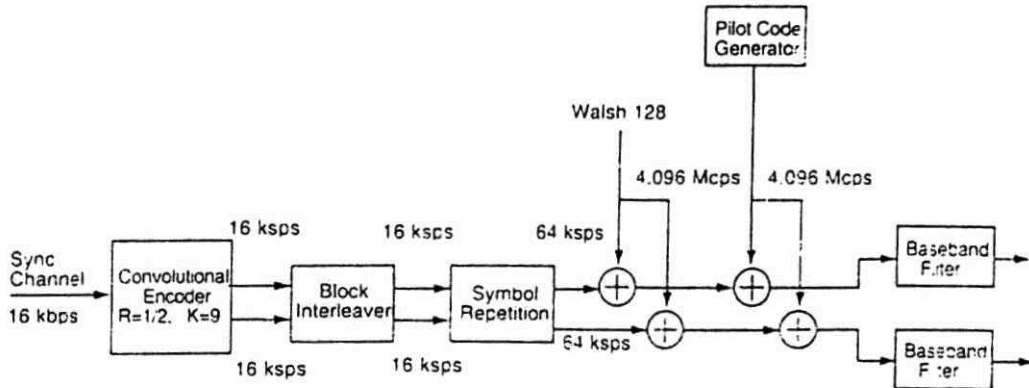 Pilot Code
Generator
Walsh 128
4.096 Mcps
4.096 Mcps
16 ksps
16 ksps
64 ksps
Sync
Channel
16 kbps
Convolutional
Encoder
R=1/2, K=9
Block
Interleaver
Symbol
Repetition
Baseband
Filter
64 ksps
16 ksps
16 ksps
Baseband
Filter